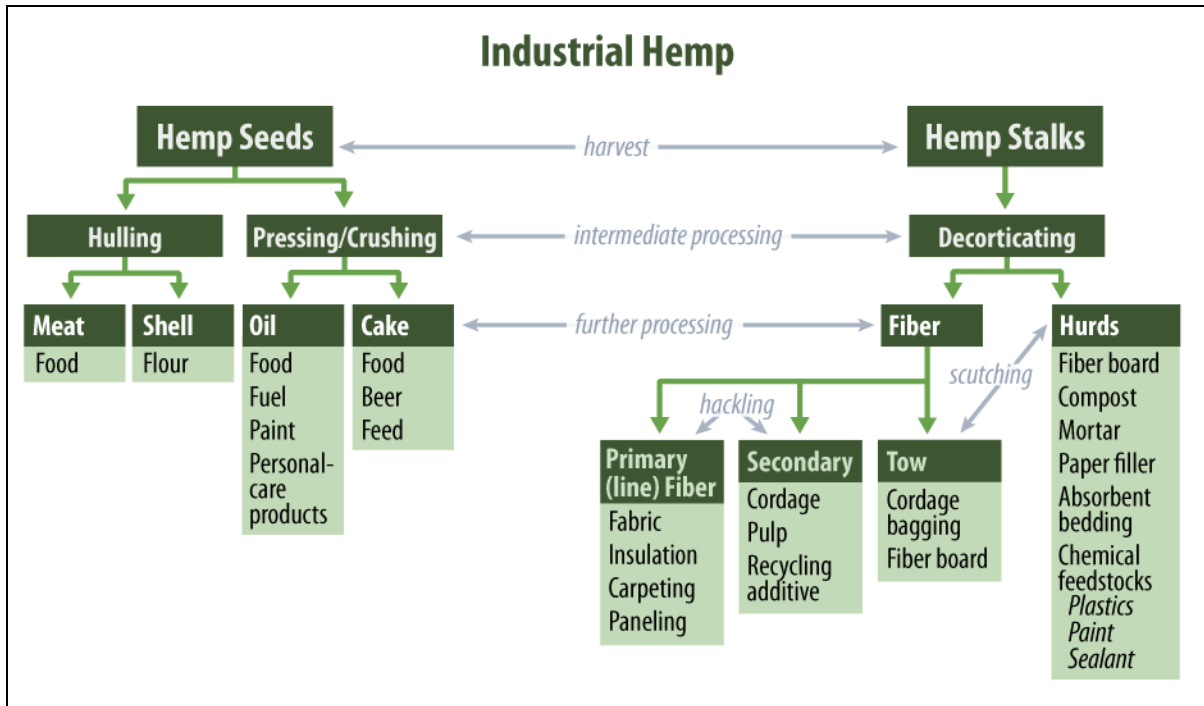 Industrial Hemp
Hemp Seeds
harvest
Hemp Stalks
Hulling
Pressing/Crushing
intermediate processing
Decorticating
Meat
Food
Shell
Flour
Oil
Food
Fuel
Paint
Personal-
care
products
Cake
Food
Beer
Feed
further processing
Fiber
scutching
hackling
Primary
(line) Fiber
Fabric
Insulation
Carpeting
Paneling
Secondary
Cordage
Pulp
Recycling
additive
Tow
Cordage
bagging
Fiber board
Hurds
Fiber board
Compost
Mortar
Paper filler
Absorbent
bedding
Chemical
feedstocks
Plastics
Paint
Sealant